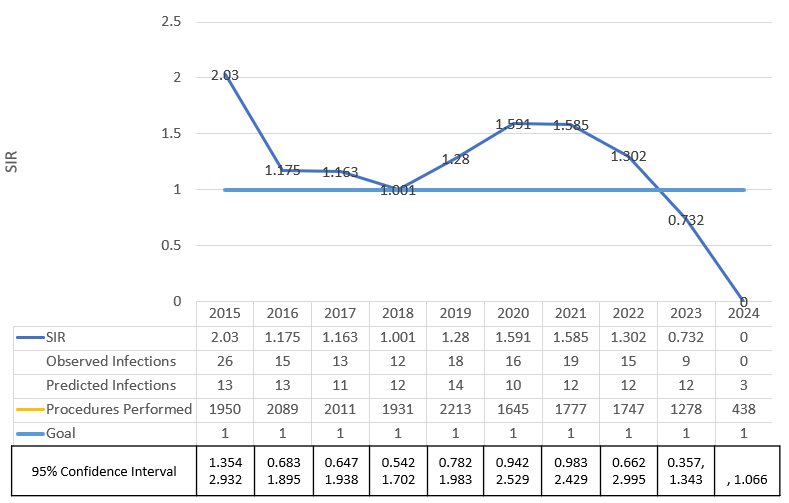 2.5
2
1.5
1
0.5
0
SIR
2.03
1.175
1.163
1.001
1.28
1.591
1.585
1.302
0.732
0
2015 2016 2017 2018 2019 2020 2021 2022 2023 2024
SIR 2.03 1.175 1.163 1.001 1.28 1.591 1.585 1.302 0.732 0
Observed Infections 26 15 13 12 18 16 19 15 9 0
Predicted Infections 13 13 11 12 14 10 12 12 12 3
Procedures Performed 1950 2089 2011 1931 2213 1645 1777 1747 1278 438
Goal 1 1 1 1 1 1 1 1 1 1
95% Confidence Interval
1.354 0.683 0.647 0.542 0.782 0.942 0.983 0.662 0.357,
2.932 1.895 1.938 1.702 1.983 2.529 2.429 2.995 1.343 , 1.066